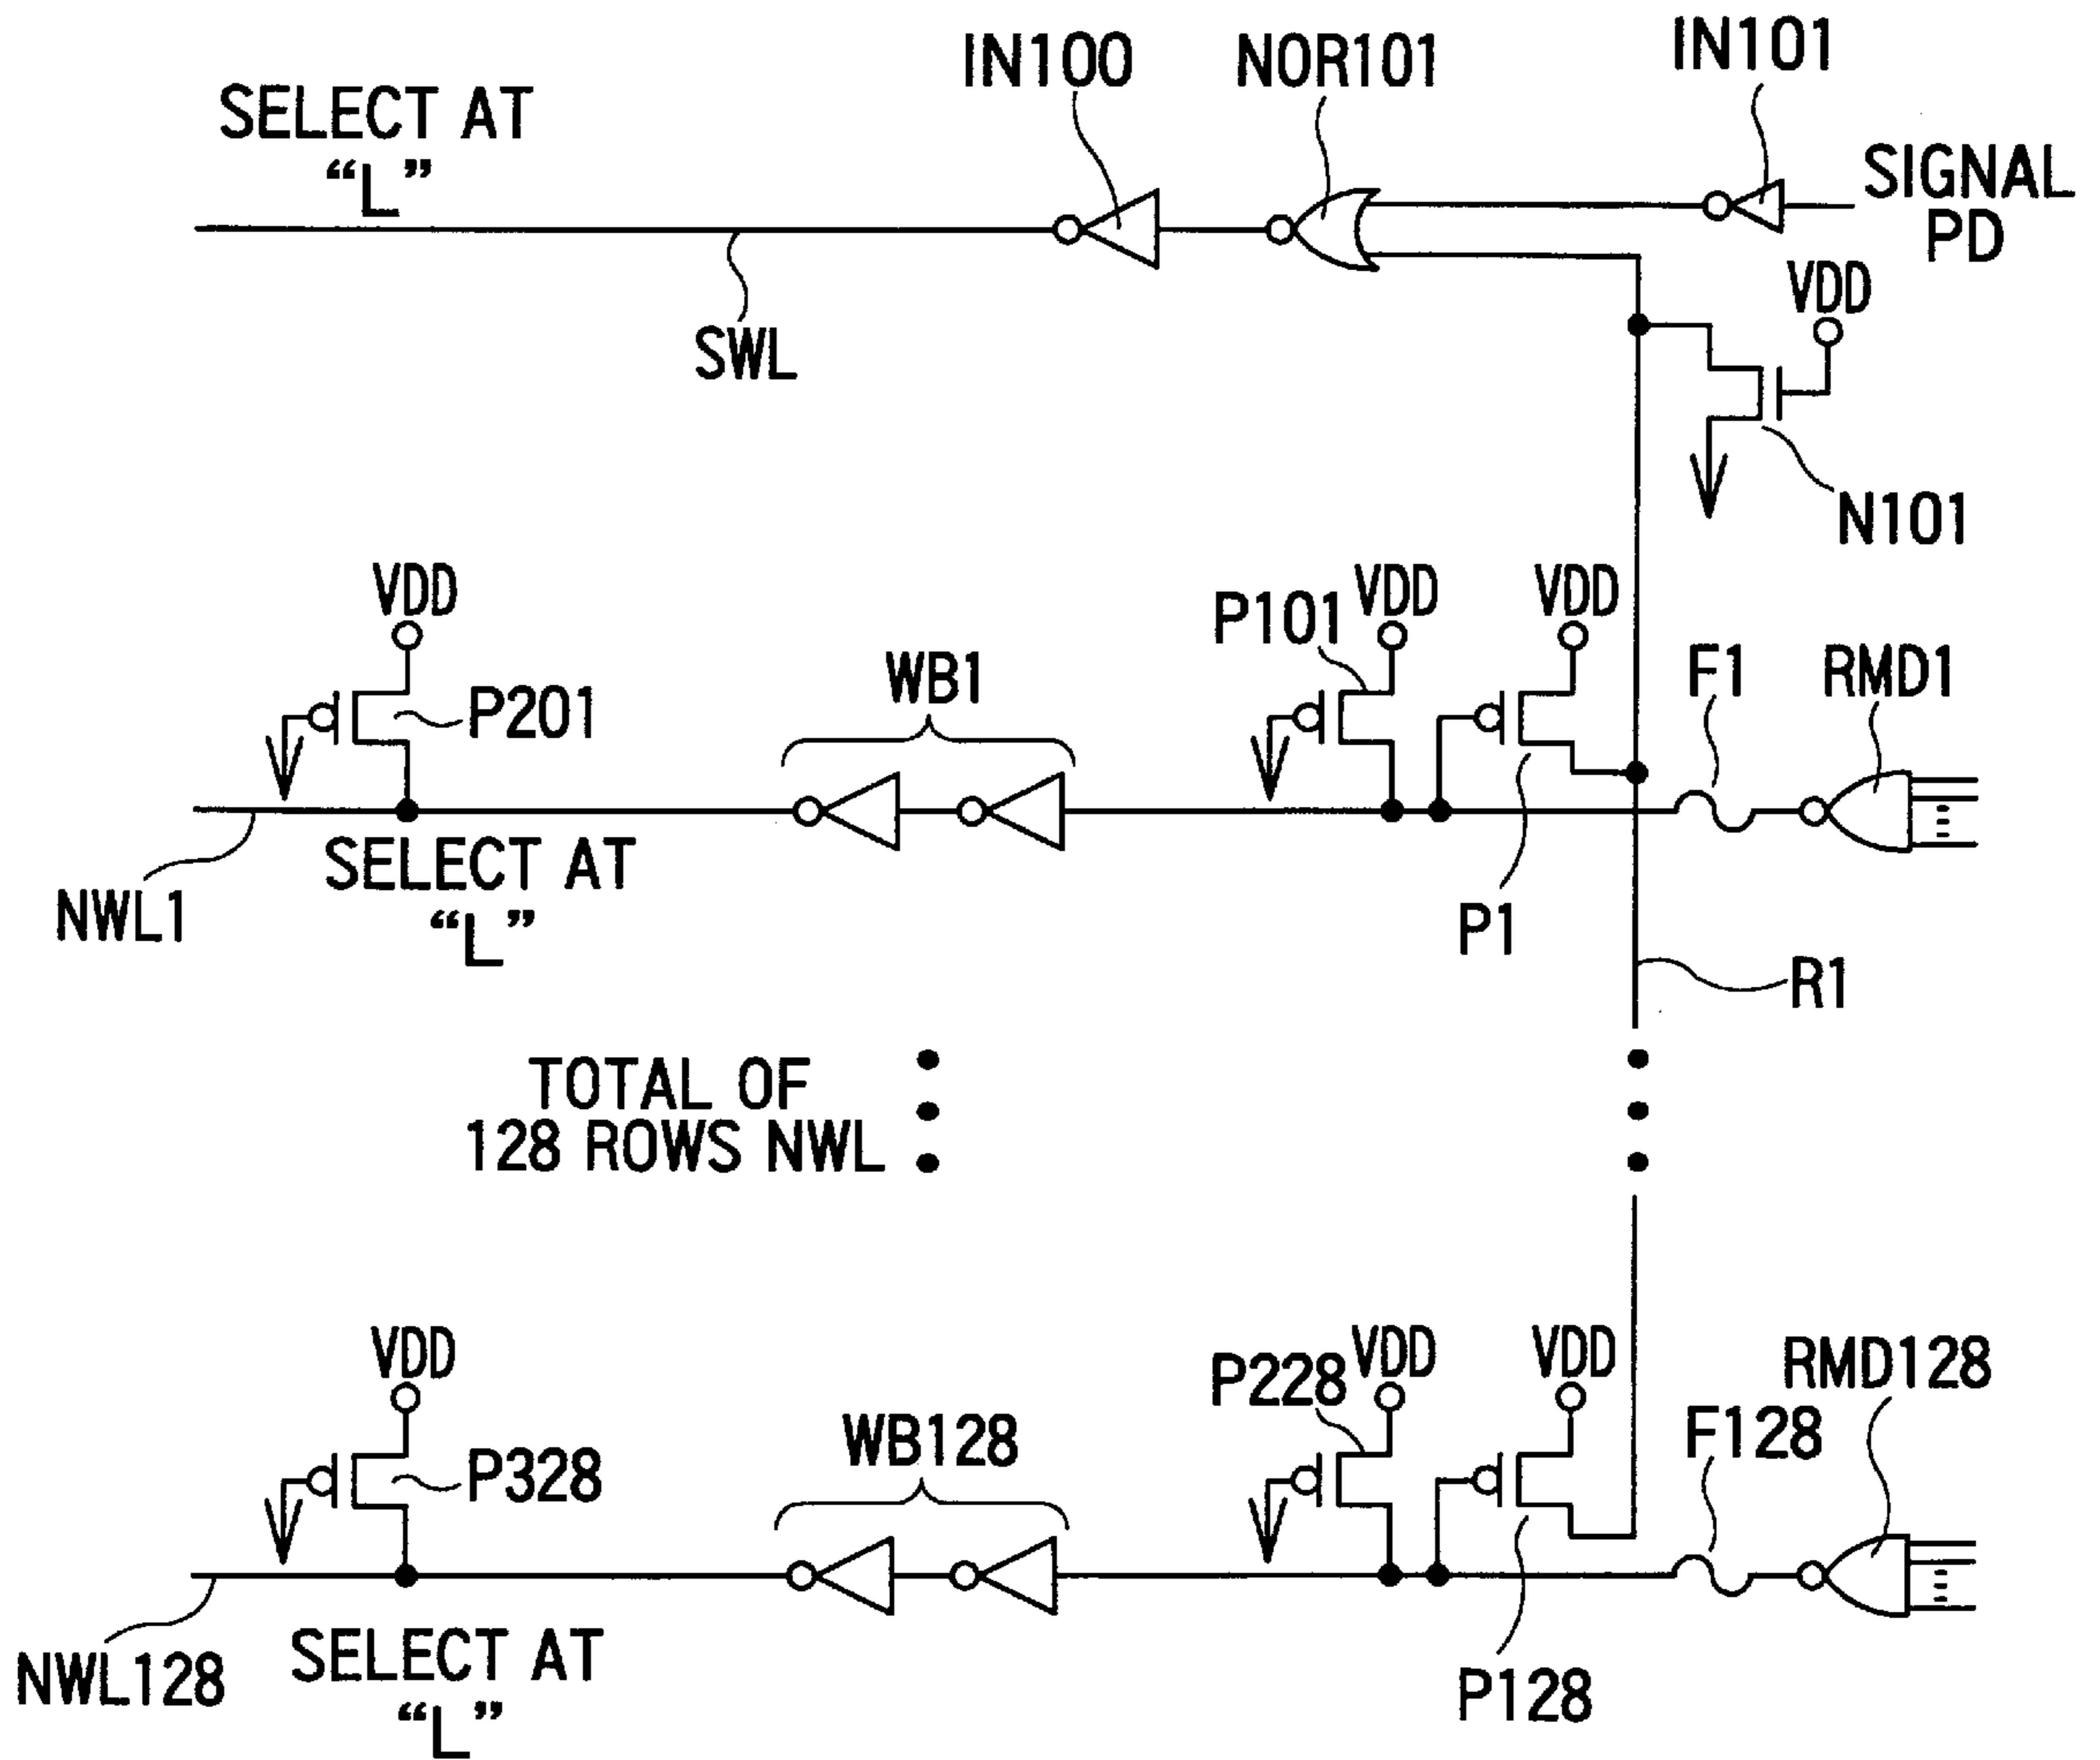 IN100
NOR101
IN101
SELECT AT
“L”
SIGNAL
PD
SWL
VDD
N101
VDD
P201
WB1
P101
VDD
VDD
F1
RMD1
NWL1
SELECT AT
“L”
P1
R1
TOTAL OF
128 ROWS NWL
VDD
P328
WB128
P228
VDD
VDD
F128
RMD128
NWL128
SELECT AT
“L”
P128